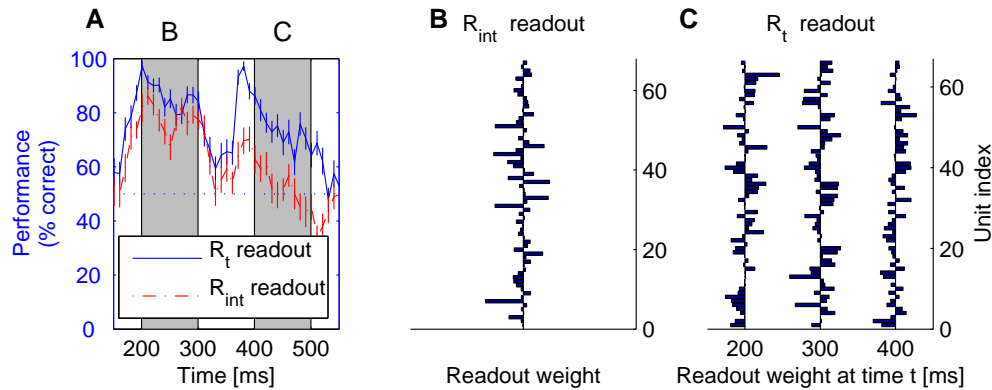 A
B
C
Performance
(% correct)
100
80
60
40
20
0
R_t readout
R_int readout
200
300
400
500
Time [ms]
B
R_int readout
60
40
20
0
Readout weight
C
R_t readout
60
40
20
0
Unit index
200
300
400
Readout weight at time t [ms]